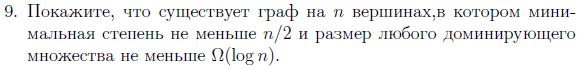 9. Покажите, что существует граф на n вершинах,в котором мини-
мальная степень не меньше n/2 и размер любого доминирующего
множества не меньше Ω(log n).